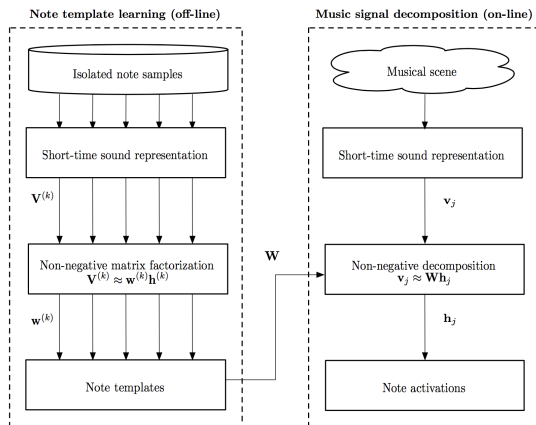 Note template learning (off-line)
Isolated note samples
Short-time sound representation
V^(k)
Non-negative matrix factorization
V^(k) ≈ w^(k)h^(k)
w^(k)
Note templates
W
Music signal decomposition (on-line)
Musical scene
Short-time sound representation
v_j
Non-negative decomposition
v_j ≈ Wh_j
h_j
Note activations